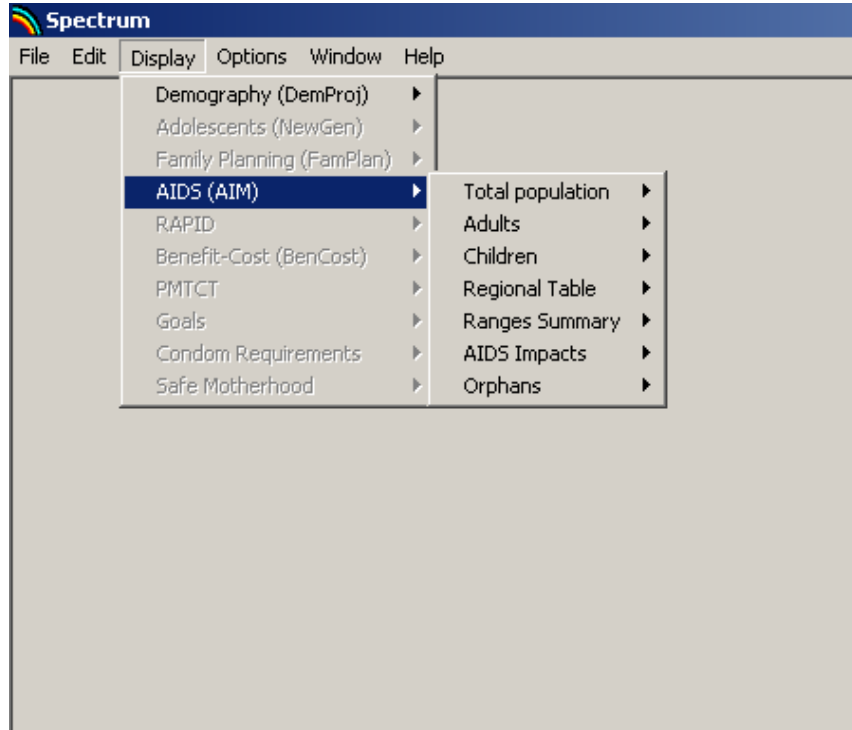 Spectrum
File Edit Display Options Window Help
Demography (DemProj)
Adolescents (NewGen)
Family Planning (FamPlan)
AIDS (AIM)
RAPID
Benefit-Cost (BenCost)
PMTCT
Goals
Condom Requirements
Safe Motherhood
Total population
Adults
Children
Regional Table
Ranges Summary
AIDS Impacts
Orphans